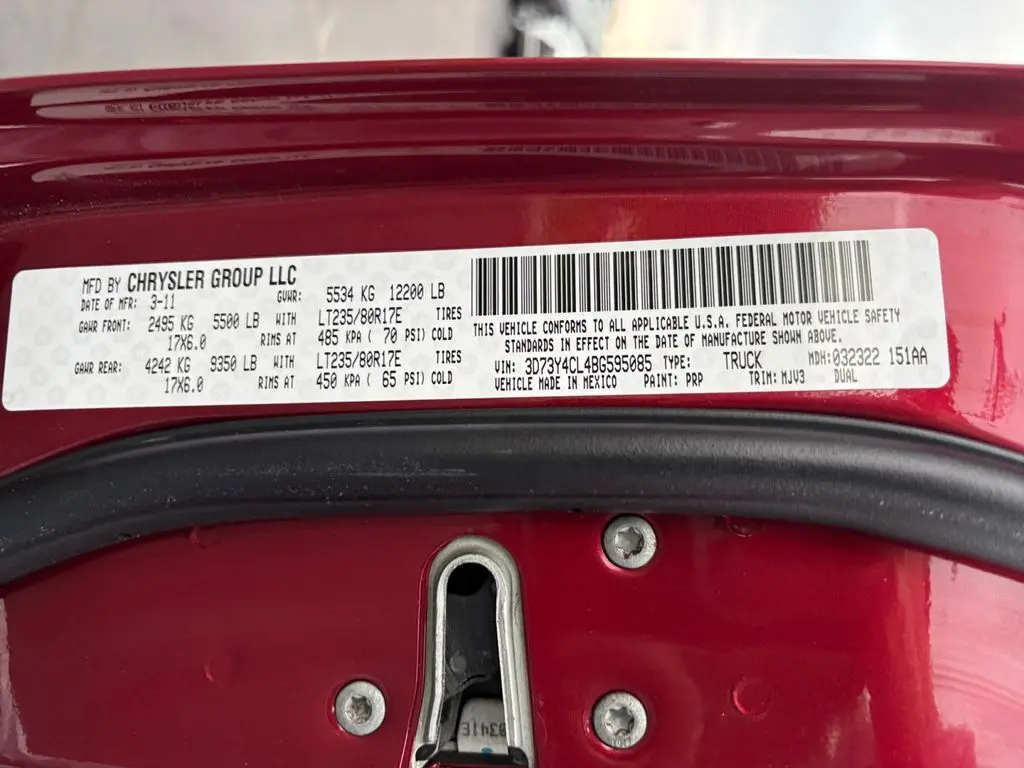 MFD BY CHRYSLER GROUP LLC
DATE OF MFR: 3-11 GVWR: 5534 KG 12200 LB
GAWR FRONT: 2495 KG 5500 LB WITH LT235/80R17E TIRES
17X6.0 RIMS AT 485 KPA ( 70 PSI) COLD
GAWR REAR: 4242 KG 9350 LB WITH LT235/80R17E TIRES
17X6.0 RIMS AT 450 KPA ( 65 PSI) COLD
THIS VEHICLE CONFORMS TO ALL APPLICABLE U.S.A. FEDERAL MOTOR VEHICLE SAFETY
STANDARDS IN EFFECT ON THE DATE OF MANUFACTURE SHOWN ABOVE.
VIN: 3D73Y4CL4BG595085 TYPE: TRUCK MDH: 032322 151AA
VEHICLE MADE IN MEXICO PAINT: PRP TRIM: MJV3 DUAL
0341E